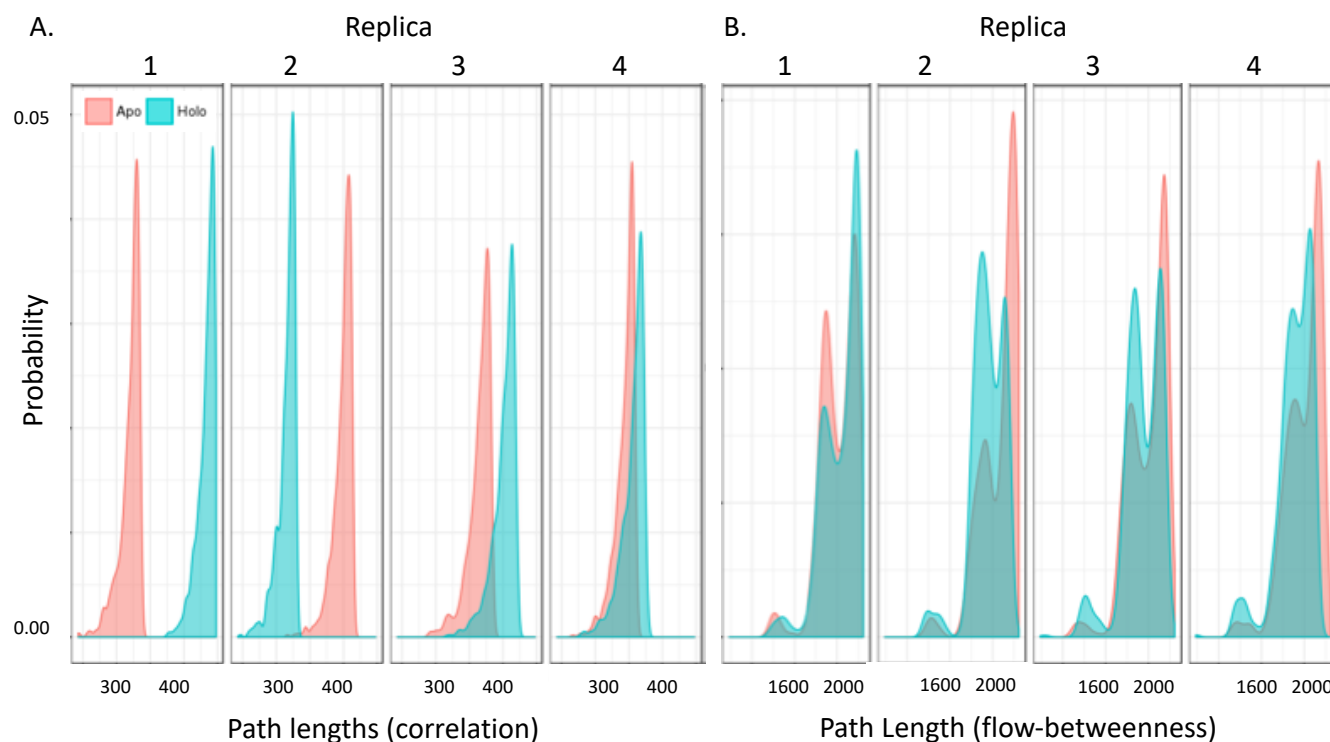 A.
Replica
1 2 3 4
Apo Holo
0.05
Probability
0.00
300 400 300 400 300 400 300 400
Path lengths (correlation)
B.
Replica
1 2 3 4
1600 2000 1600 2000 1600 2000 1600 2000
Path Length (flow-betweenness)